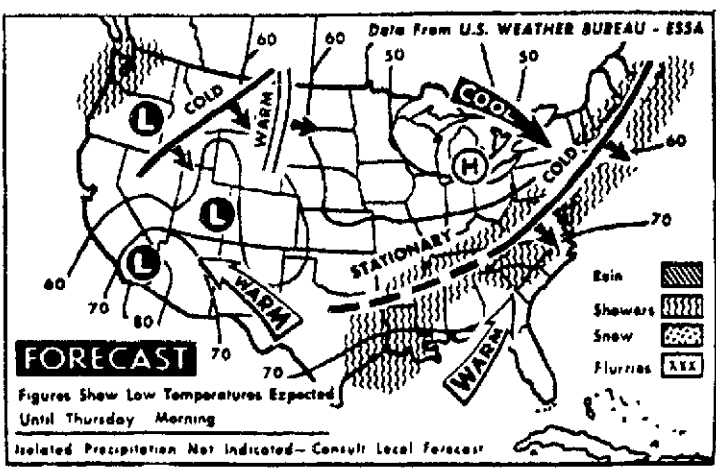 Data From U.S. WEATHER BUREAU - ESSA
60
60
50
50
COLD
WARM
COOL
L
H
COLD
60
L
70
STATIONARY
L
60
70
80
70
WARM
70
WARM
Rain
Showers
Snow
Flurries
FORECAST
Figures Show Low Temperatures Expected
Until Thursday Morning
Isolated Precipitation Not Indicated- Consult Local Forecast